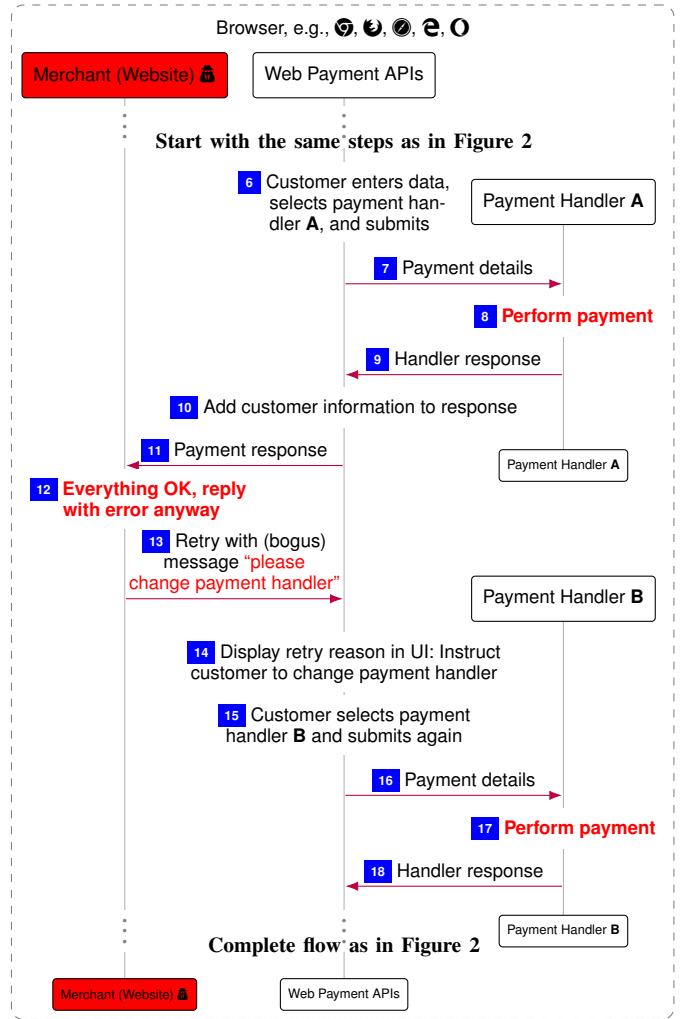 Browser, e.g., , , , ,
Merchant (Website)
Web Payment APIs
Start with the same steps as in Figure 2
6 Customer enters data,
selects payment han-
dler A, and submits
Payment Handler A
7 Payment details
8 Perform payment
9 Handler response
10 Add customer information to response
11 Payment response
Payment Handler A
12 Everything OK, reply
with error anyway
13 Retry with (bogus)
message “please
change payment handler”
Payment Handler B
14 Display retry reason in UI: Instruct
customer to change payment handler
15 Customer selects payment
handler B and submits again
16 Payment details
17 Perform payment
18 Handler response
Payment Handler B
Complete flow as in Figure 2
Merchant (Website)
Web Payment APIs